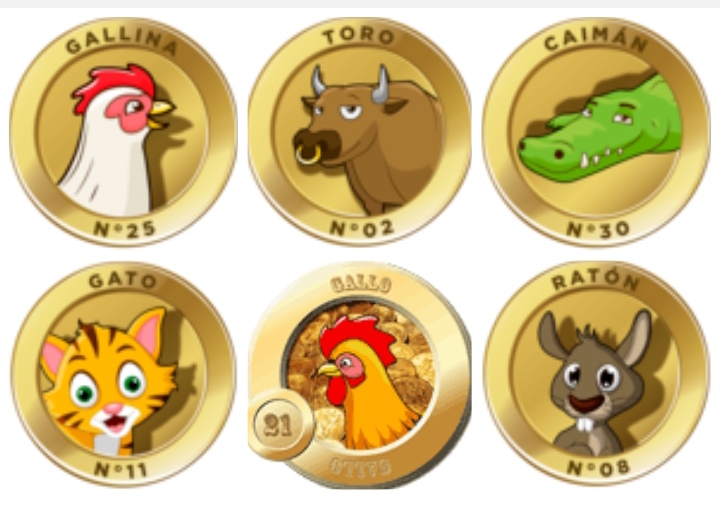 GALLINA
N°25
TORO
N°02
CAIMÁN
N°30
GATO
N°11
GALLO
21
RATÓN
N°08